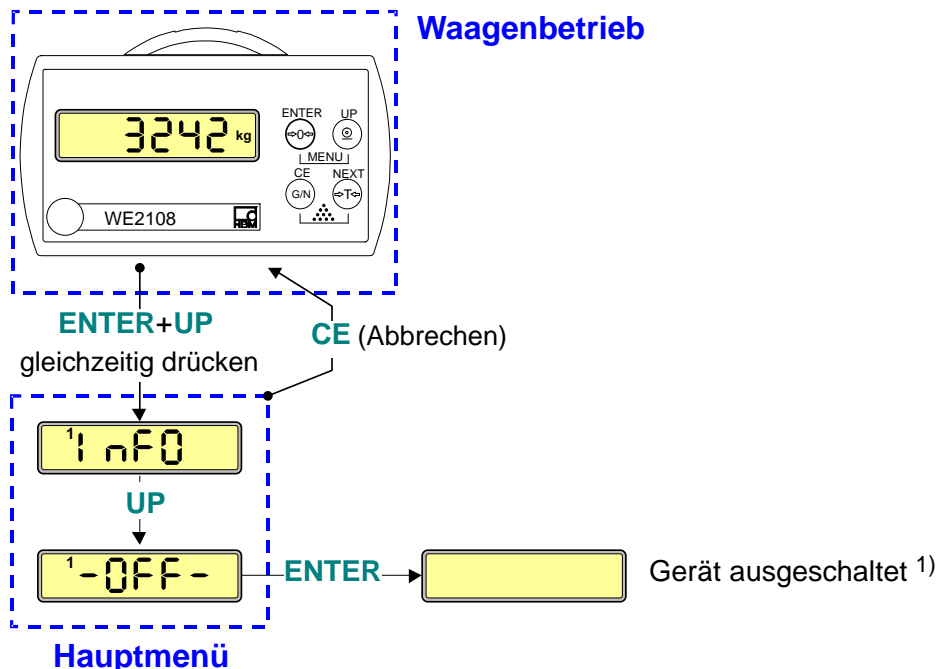 Waagenbetrieb
3242 kg
ENTER UP
→0←
MENU
CE NEXT
G/N →T←
WE2108 HBM
ENTER+UP
gleichzeitig drücken
CE (Abbrechen)
1 InFO
UP
1 -OFF-
ENTER
Gerät ausgeschaltet 1)
Hauptmenü